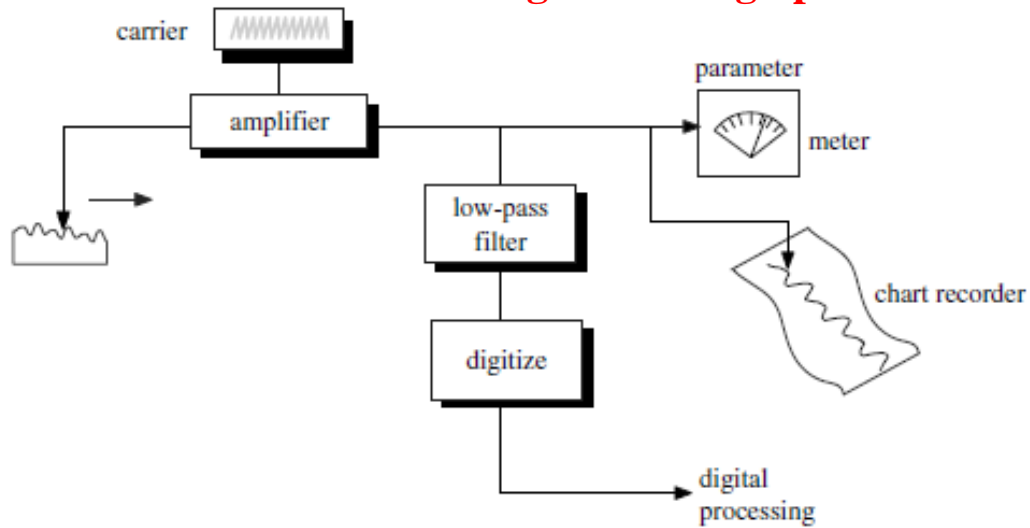 carrier
amplifier
parameter
meter
low-pass
filter
chart recorder
digitize
digital
processing